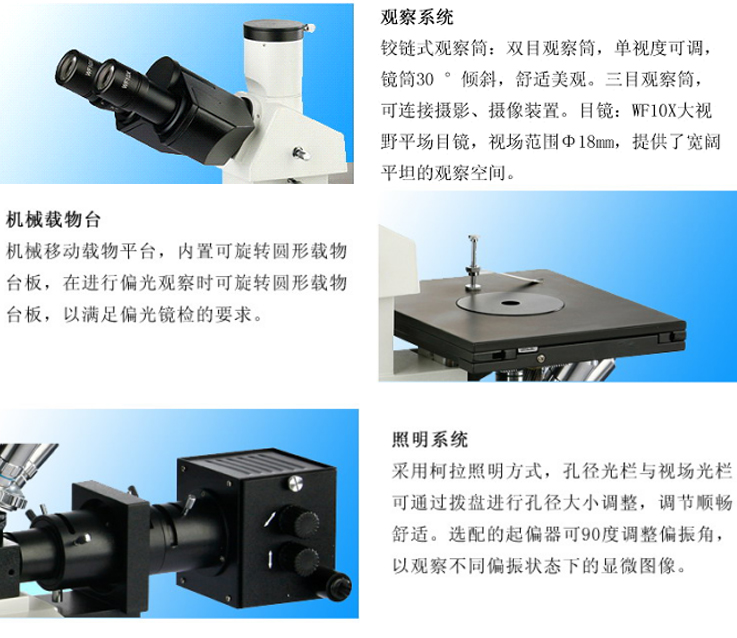 观察系统
铰链式观察筒：双目观察筒，单视度可调，
镜筒30 °倾斜，舒适美观。三目观察筒，
可连接摄影、摄像装置。目镜：WF10X大视
野平场目镜，视场范围Φ18mm，提供了宽阔
平坦的观察空间。
机械载物台
机械移动载物平台，内置可旋转圆形载物
台板，在进行偏光观察时可旋转圆形载物
台板，以满足偏光镜检的要求。
照明系统
采用柯拉照明方式，孔径光栏与视场光栏
可通过拨盘进行孔径大小调整，调节顺畅
舒适。选配的起偏器可90度调整偏振角，
以观察不同偏振状态下的显微图像。